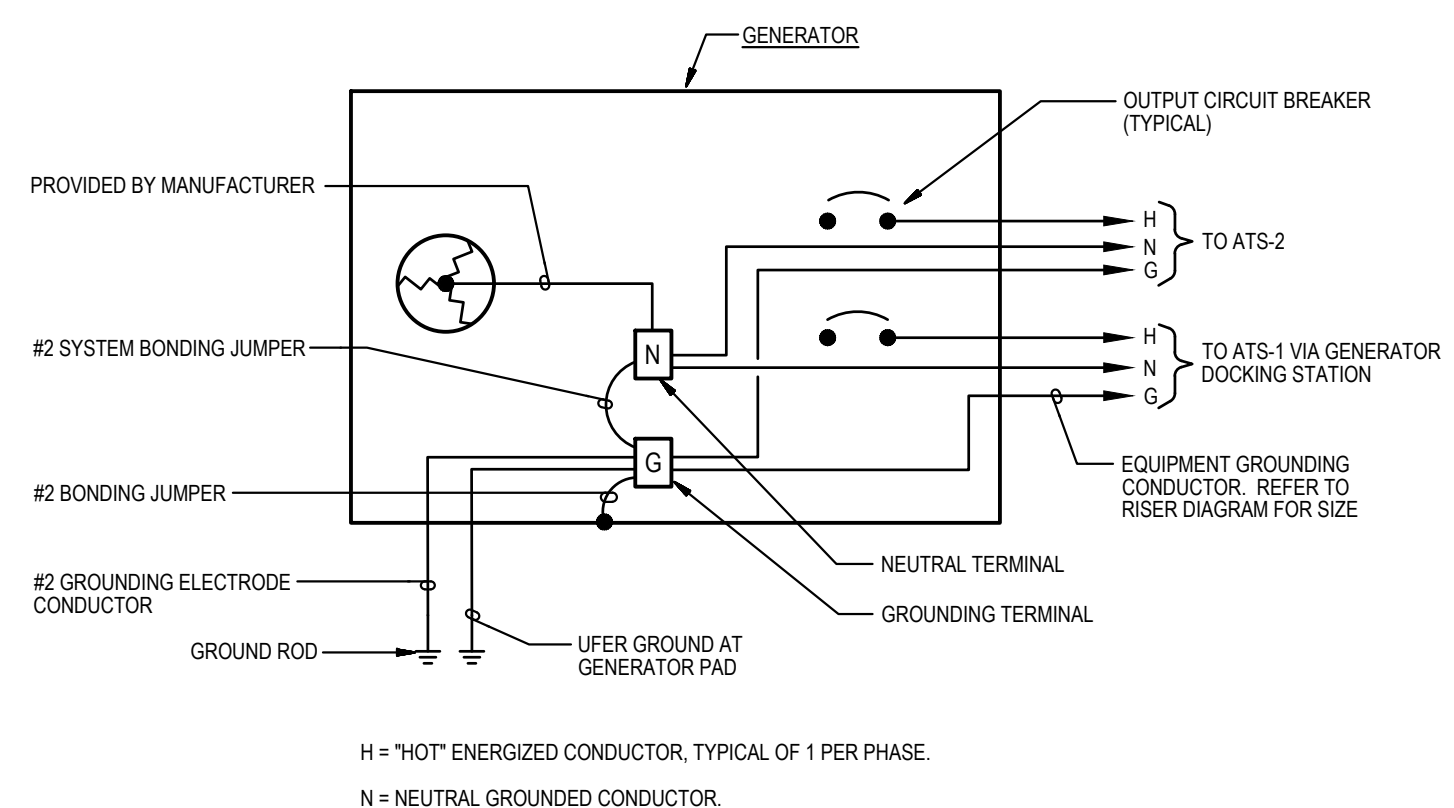 GENERATOR
OUTPUT CIRCUIT BREAKER
(TYPICAL)
PROVIDED BY MANUFACTURER
H
N
G
TO ATS-2
#2 SYSTEM BONDING JUMPER
N
H
N
G
TO ATS-1 VIA GENERATOR
DOCKING STATION
G
#2 BONDING JUMPER
EQUIPMENT GROUNDING
CONDUCTOR.  REFER TO
RISER DIAGRAM FOR SIZE
NEUTRAL TERMINAL
#2 GROUNDING ELECTRODE
CONDUCTOR
GROUNDING TERMINAL
GROUND ROD
UFER GROUND AT
GENERATOR PAD
H = "HOT" ENERGIZED CONDUCTOR, TYPICAL OF 1 PER PHASE.
N = NEUTRAL GROUNDED CONDUCTOR.